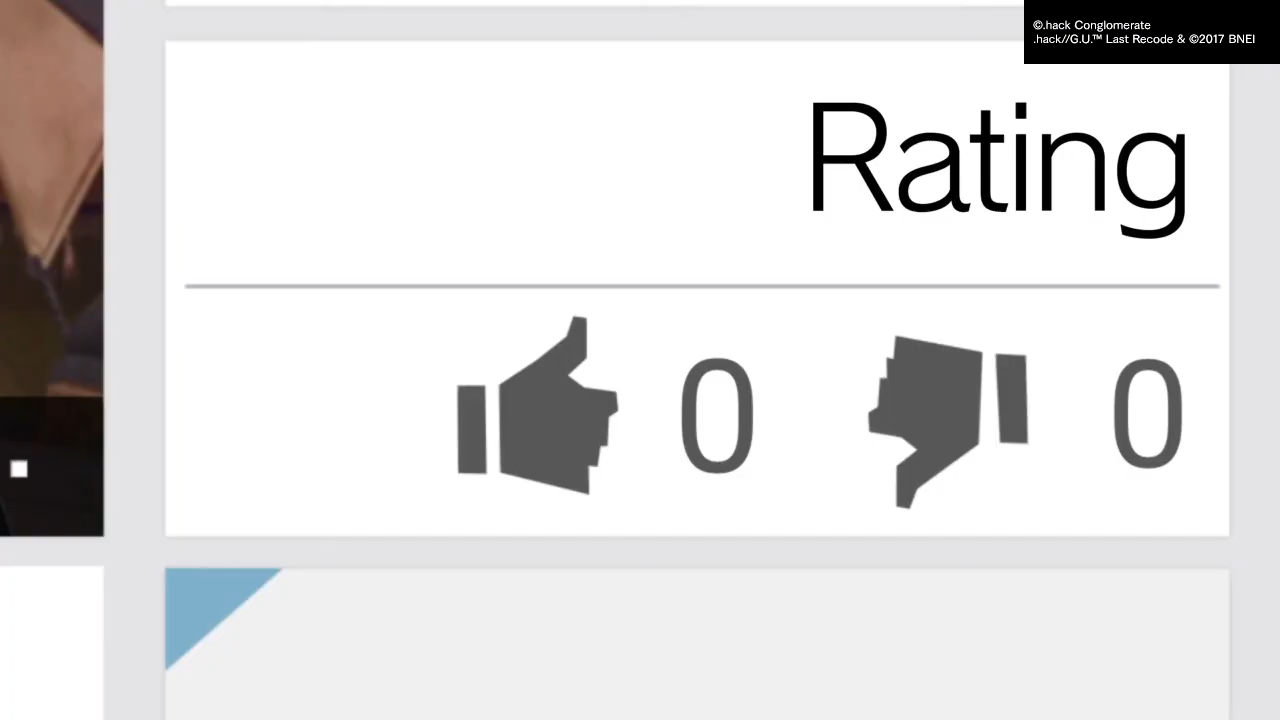 ©.hack Conglomerate
.hack//G.U.™ Last Recode & ©2017 BNEI
Rating
0 0